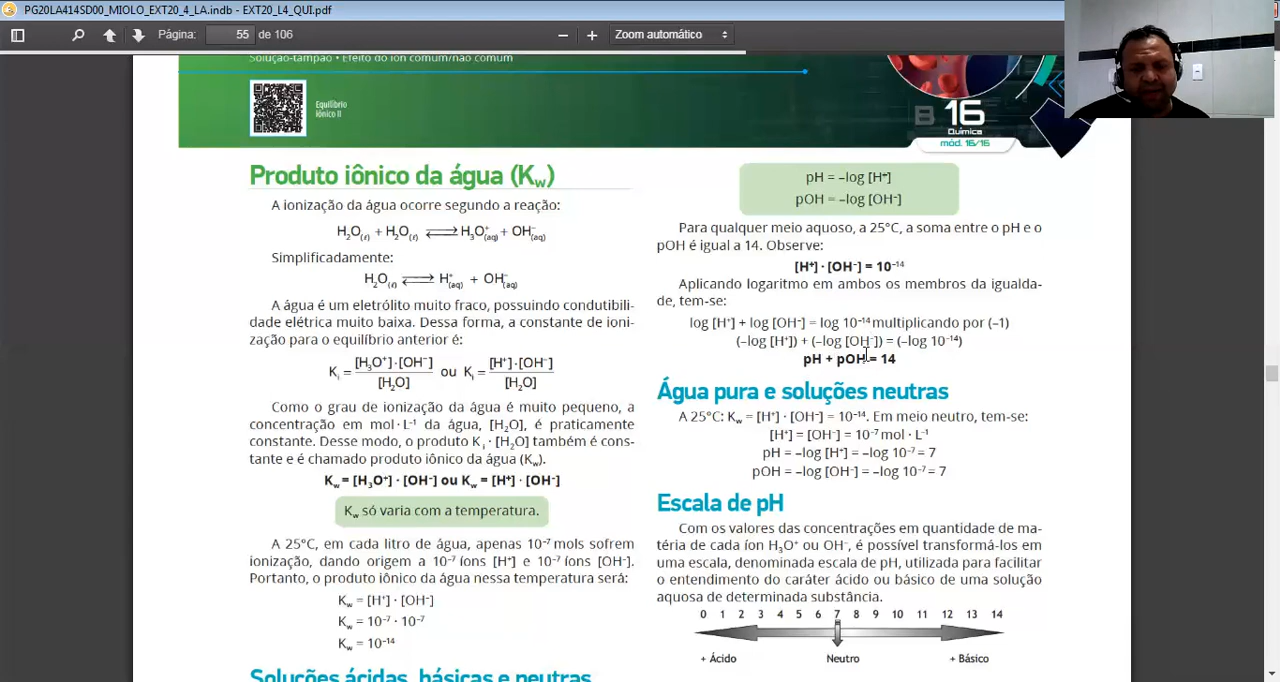 PG20LA414SD00_MIOLO_EXT20_4_LA.indb - EXT20_L4_QUI.pdf
Página: 55 de 106
Zoom automático
Solução-tampão • Efeito do íon comum/não comum
Equilíbrio
iônico II
B 16
Química
mód. 16/16
Produto iônico da água (Kw)
A ionização da água ocorre segundo a reação:
H₂O(ℓ) + H₂O(ℓ) ⇌ H₃O⁺(aq) + OH⁻(aq)
Simplificadamente:
H₂O(ℓ) ⇌ H⁺(aq) + OH⁻(aq)
A água é um eletrólito muito fraco, possuindo condutibili-
dade elétrica muito baixa. Dessa forma, a constante de ioni-
zação para o equilíbrio anterior é:
Ki = [H₃O⁺]·[OH⁻] / [H₂O] ou Ki = [H⁺]·[OH⁻] / [H₂O]
Como o grau de ionização da água é muito pequeno, a
concentração em mol·L⁻¹ da água, [H₂O], é praticamente
constante. Desse modo, o produto Ki · [H₂O] também é cons-
tante e é chamado produto iônico da água (Kw).
Kw = [H₃O⁺] · [OH⁻] ou Kw = [H⁺] · [OH⁻]
Kw só varia com a temperatura.
A 25°C, em cada litro de água, apenas 10⁻⁷ mols sofrem
ionização, dando origem a 10⁻⁷ íons [H⁺] e 10⁻⁷ íons [OH⁻].
Portanto, o produto iônico da água nessa temperatura será:
Kw = [H⁺] · [OH⁻]
Kw = 10⁻⁷ · 10⁻⁷
Kw = 10⁻¹⁴
Soluções ácidas, básicas e neutras
pH = –log [H⁺]
pOH = –log [OH⁻]
Para qualquer meio aquoso, a 25°C, a soma entre o pH e o
pOH é igual a 14. Observe:
[H⁺] · [OH⁻] = 10⁻¹⁴
Aplicando logaritmo em ambos os membros da igualda-
de, tem-se:
log [H⁺] + log [OH⁻] = log 10⁻¹⁴ multiplicando por (–1)
(–log [H⁺]) + (–log [OH⁻]) = (–log 10⁻¹⁴)
pH + pOH = 14
Água pura e soluções neutras
A 25°C: Kw = [H⁺] · [OH⁻] = 10⁻¹⁴. Em meio neutro, tem-se:
[H⁺] = [OH⁻] = 10⁻⁷ mol · L⁻¹
pH = –log [H⁺] = –log 10⁻⁷ = 7
pOH = –log [OH⁻] = –log 10⁻⁷ = 7
Escala de pH
Com os valores das concentrações em quantidade de ma-
téria de cada íon H₃O⁺ ou OH⁻, é possível transformá-los em
uma escala, denominada escala de pH, utilizada para facilitar
o entendimento do caráter ácido ou básico de uma solução
aquosa de determinada substância.
0 1 2 3 4 5 6 7 8 9 10 11 12 13 14
+ Ácido Neutro + Básico